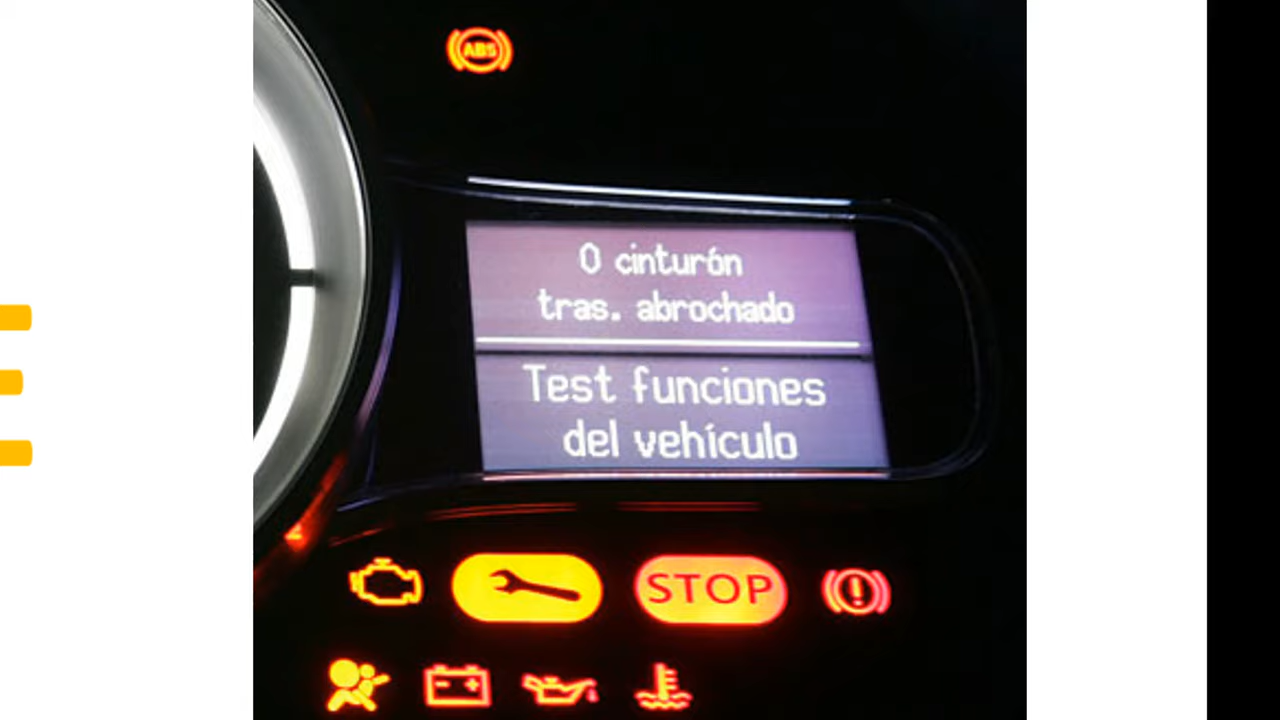 ABS
0 cinturón
tras. abrochado
Test funciones
del vehículo
STOP